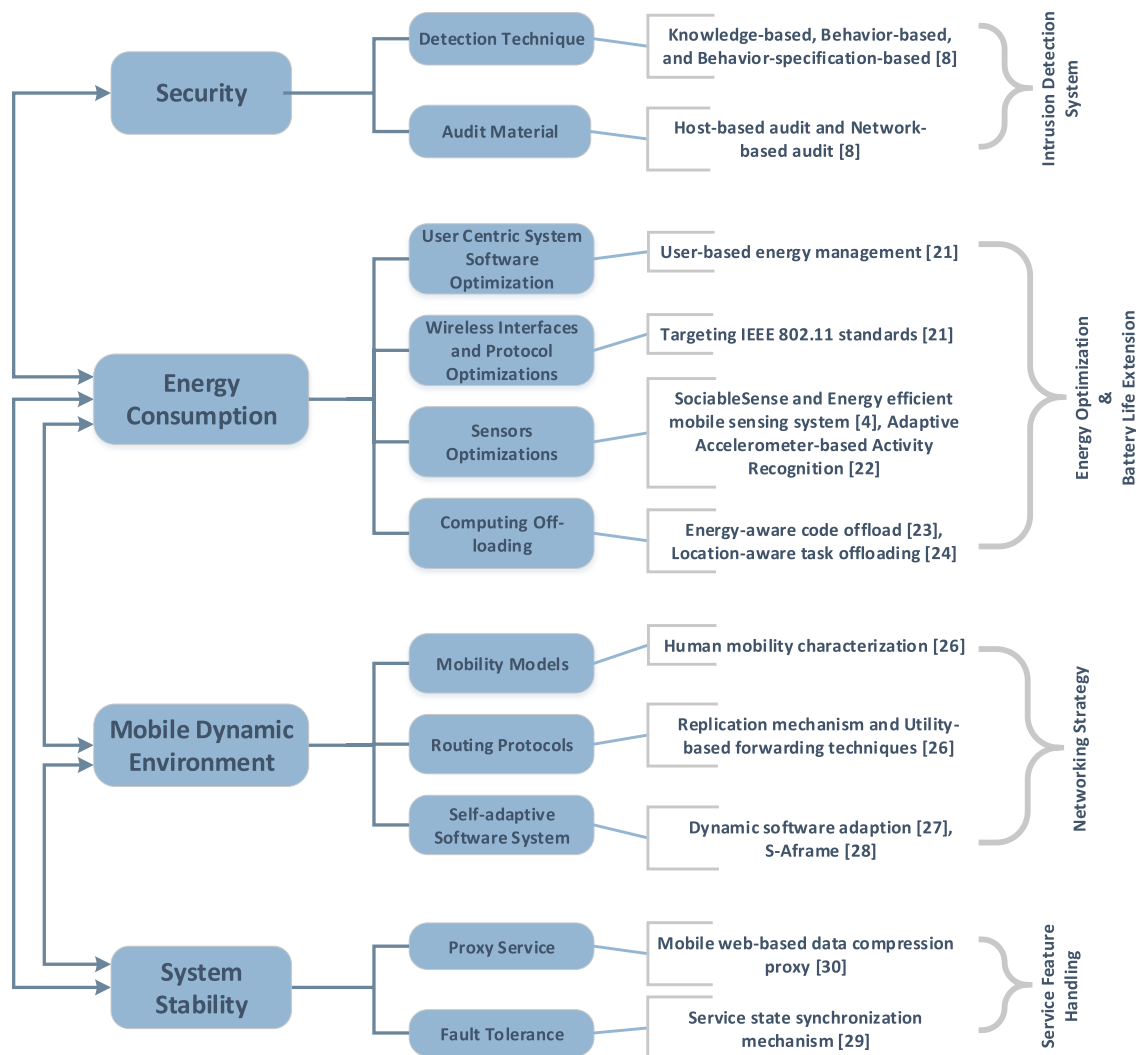 Security
Detection Technique
Knowledge-based, Behavior-based,
and Behavior-specification-based [8]
Audit Material
Host-based audit and Network-
based audit [8]
Intrusion Detection
System
Energy
Consumption
User Centric System
Software
Optimization
User-based energy management [21]
Wireless Interfaces
and Protocol
Optimizations
Targeting IEEE 802.11 standards [21]
Sensors
Optimizations
SociableSense and Energy efficient
mobile sensing system [4], Adaptive
Accelerometer-based Activity
Recognition [22]
Computing Off-
loading
Energy-aware code offload [23],
Location-aware task offloading [24]
Energy Optimization
&
Battery Life Extension
Mobile Dynamic
Environment
Mobility Models
Human mobility characterization [26]
Routing Protocols
Replication mechanism and Utility-
based forwarding techniques [26]
Self-adaptive
Software System
Dynamic software adaption [27],
S-Aframe [28]
Networking Strategy
System
Stability
Proxy Service
Mobile web-based data compression
proxy [30]
Fault Tolerance
Service state synchronization
mechanism [29]
Service Feature
Handling